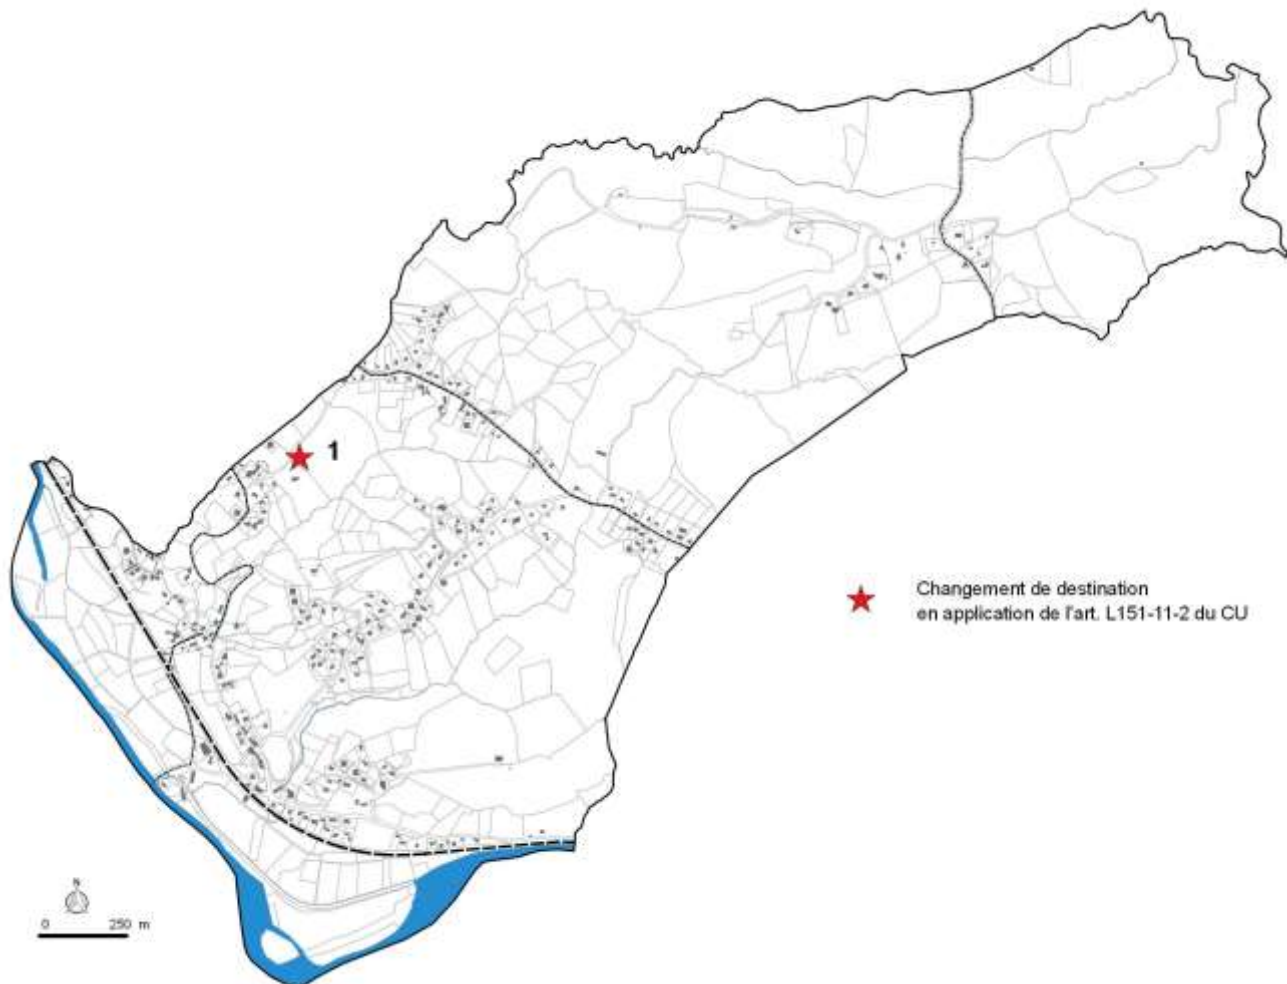 1
Changement de destination
en application de l'art. L151-11-2 du CU
N
0 250 m